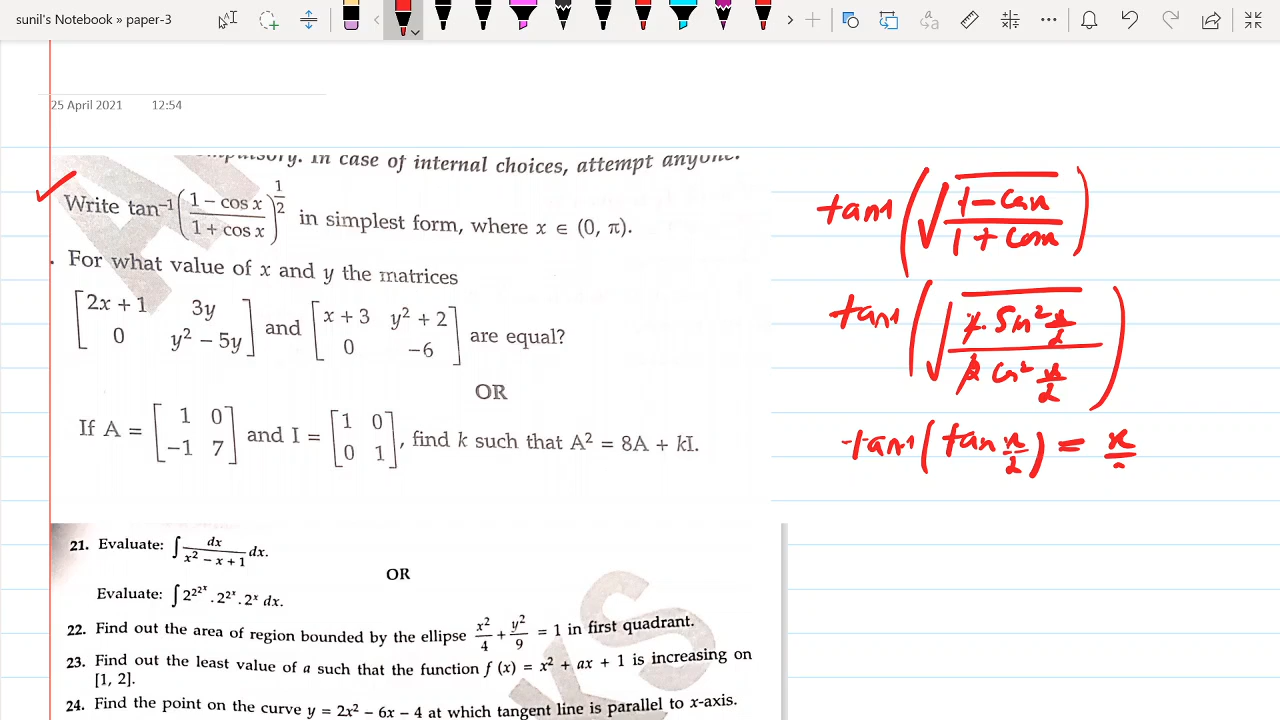 sunil's Notebook » paper-3
25 April 2021 12:54
In case of internal choices, attempt anyone.
Write tan⁻¹((1 − cos x)/(1 + cos x))^(1/2) in simplest form, where x ∈ (0, π).
. For what value of x and y the matrices
[2x + 1 3y; 0 y² − 5y] and [x + 3 y² + 2; 0 −6] are equal?
OR
If A = [1 0; −1 7] and I = [1 0; 0 1], find k such that A² = 8A + kI.
21. Evaluate: ∫ dx/(x² − x + 1) dx.
OR
Evaluate: ∫ 2^(2^(2^x)) . 2^(2^x) . 2^x dx.
22. Find out the area of region bounded by the ellipse x²/4 + y²/9 = 1 in first quadrant.
23. Find out the least value of a such that the function f (x) = x² + ax + 1 is increasing on
[1, 2].
24. Find the point on the curve y = 2x² − 6x − 4 at which tangent line is parallel to x-axis.
tan⁻¹(√((1 − cos x)/(1 + cos x)))
tan⁻¹(√((2 . Sin² x/2)/(2 cos² x/2)))
tan⁻¹(tan x/2) = x/